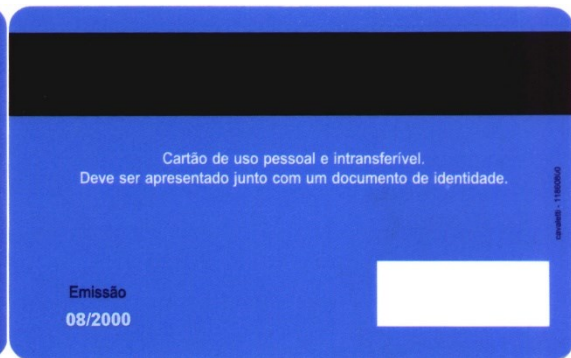 Cartão de uso pessoal e intransferível.
Deve ser apresentado junto com um documento de identidade.
Emissão
08/2000